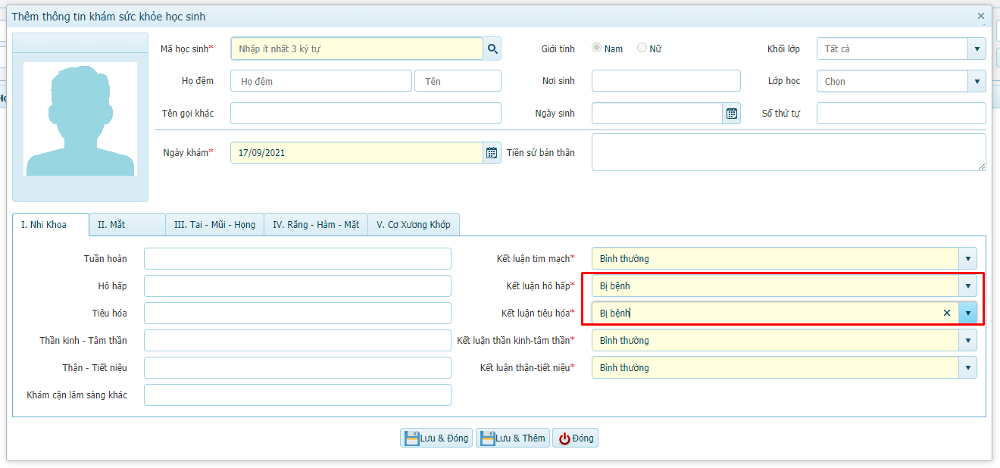 Thêm thông tin khám sức khỏe học sinh
Mã học sinh* Nhập ít nhất 3 ký tự Giới tính Nam Nữ Khối lớp Tất cả
Họ đệm Họ đệm Tên Nơi sinh Lớp học Chọn
Tên gọi khác Ngày sinh Số thứ tự
Ngày khám* 17/09/2021 Tiền sử bản thân
I. Nhi Khoa II. Mắt III. Tai - Mũi - Họng IV. Răng - Hàm - Mặt V. Cơ Xương Khớp
Tuần hoàn Kết luận tim mạch* Bình thường
Hô hấp Kết luận hô hấp* Bị bệnh
Tiêu hóa Kết luận tiêu hóa* Bị bệnh
Thần kinh - Tâm thần Kết luận thần kinh-tâm thần* Bình thường
Thận - Tiết niệu Kết luận thận-tiết niệu* Bình thường
Khám cận lâm sàng khác
Lưu & Đóng Lưu & Thêm Đóng